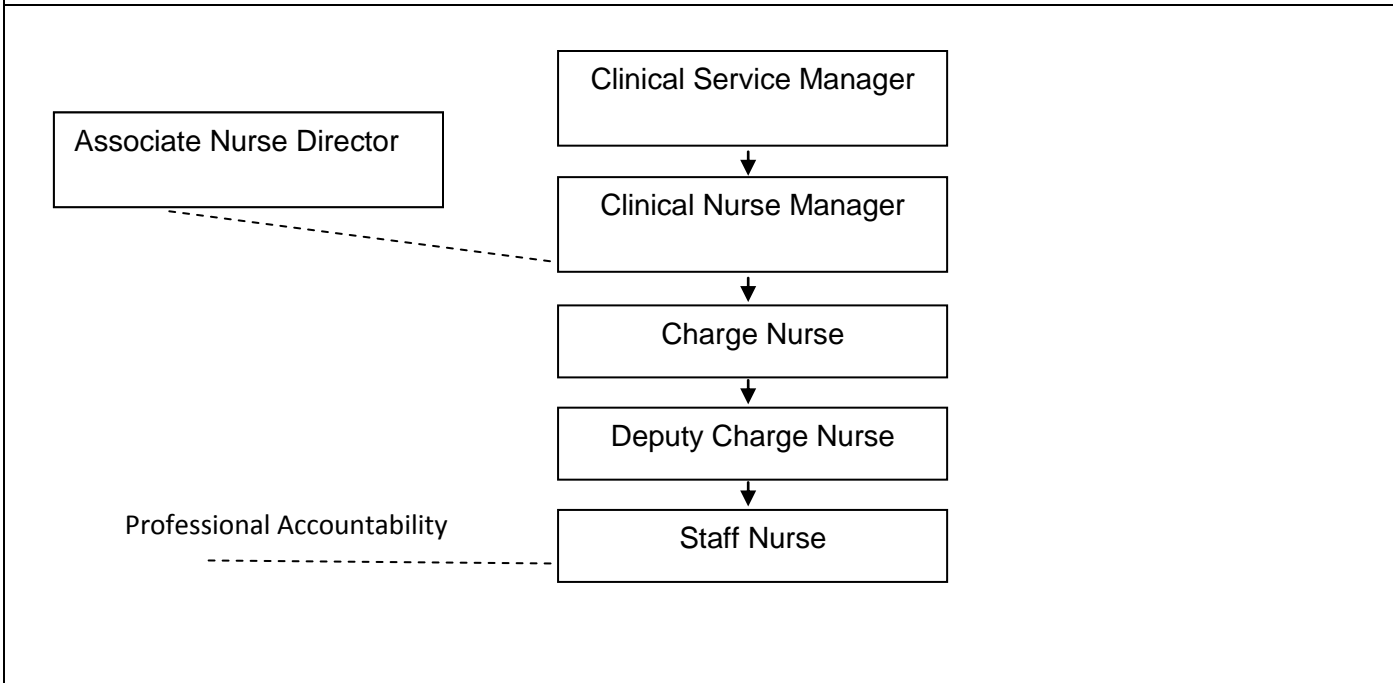 Clinical Service Manager
Associate Nurse Director
Clinical Nurse Manager
Charge Nurse
Deputy Charge Nurse
Professional Accountability
Staff Nurse